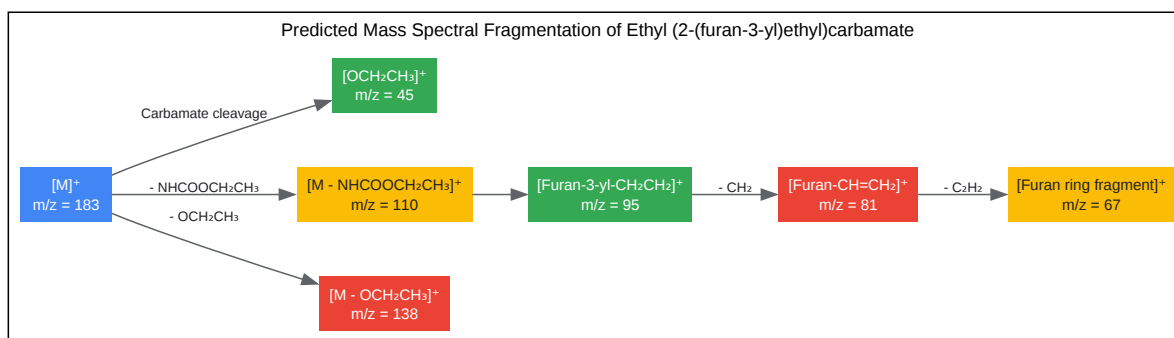 Predicted Mass Spectral Fragmentation of Ethyl (2-(furan-3-yl)ethyl)carbamate
[OCH₂CH₃]⁺
m/z = 45
Carbamate cleavage
[M]⁺
m/z = 183
- NHCOOCH₂CH₃
[M - NHCOOCH₂CH₃]⁺
m/z = 110
[Furan-3-yl-CH₂CH₂]⁺
m/z = 95
- CH₂
[Furan-CH=CH₂]⁺
m/z = 81
- C₂H₂
[Furan ring fragment]⁺
m/z = 67
- OCH₂CH₃
[M - OCH₂CH₃]⁺
m/z = 138